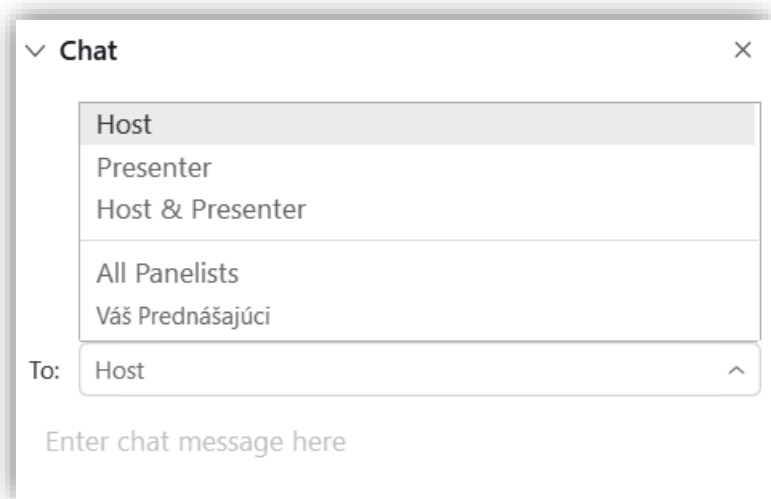 Chat
Host
Presenter
Host & Presenter
All Panelists
Váš Prednášajúci
To: Host
Enter chat message here